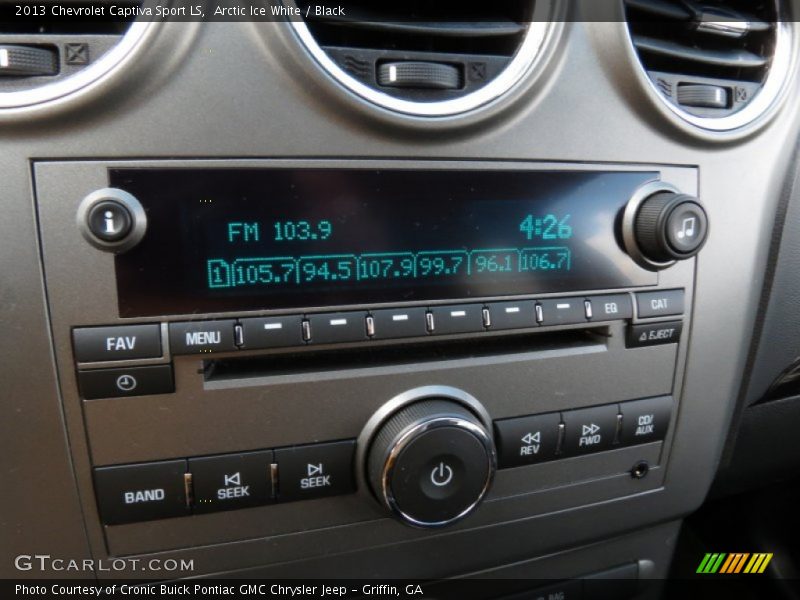 2013 Chevrolet Captiva Sport LS, Arctic Ice White / Black
i
FM 103.9 4:26
1 105.7 94.5 107.9 99.7 96.1 106.7
FAV MENU EQ CAT
EJECT
BAND SEEK SEEK REV FWD CD/AUX
GTCARLOT.COM
Photo Courtesy of Cronic Buick Pontiac GMC Chrysler Jeep - Griffin, GA